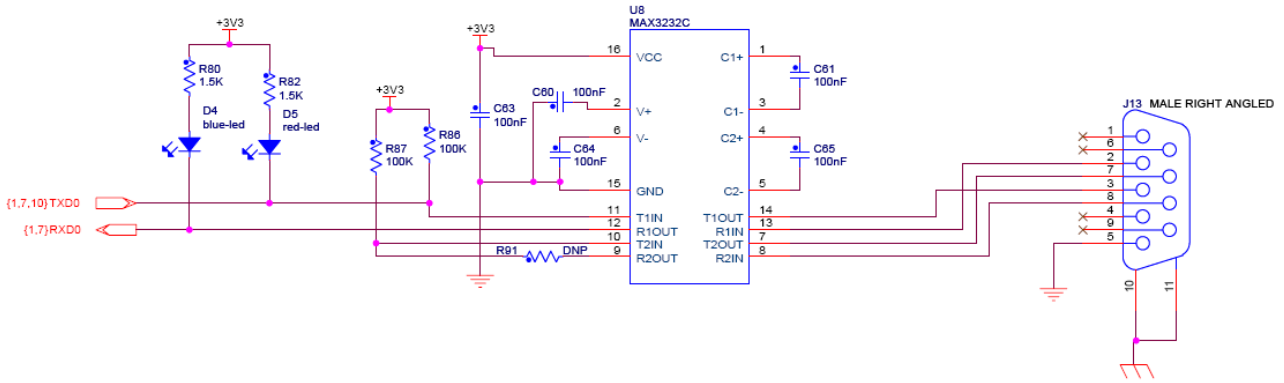 +3V3
R80
1.5K
R82
1.5K
D4
blue-led
D5
red-led
+3V3
R87
100K
R86
100K
+3V3
C63
100nF
C60 100nF
C64
100nF
U8
MAX3232C
16 VCC C1+ 1
2 V+ C1- 3
6 V- C2+ 4
15 GND C2- 5
11 T1IN T1OUT 14
12 R1OUT R1IN 13
10 T2IN T2OUT 7
9 R2OUT R2IN 8
R91 DNP
C61
100nF
C65
100nF
{1,7,10}TXD0
{1,7}RXD0
J13 MALE RIGHT ANGLED
1
6
2
7
3
8
4
9
5
10
11